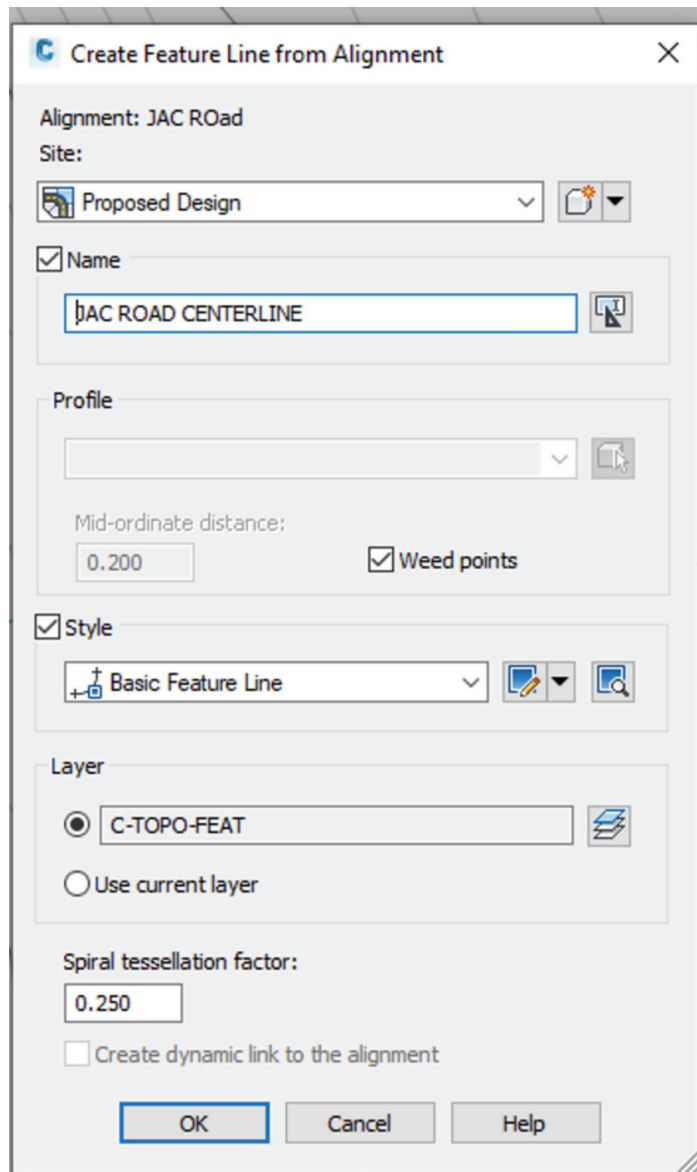 Create Feature Line from Alignment
Alignment: JAC ROad
Site:
Proposed Design
Name
JAC ROAD CENTERLINE
Profile
Mid-ordinate distance:
0.200
Weed points
Style
Basic Feature Line
Layer
C-TOPO-FEAT
Use current layer
Spiral tessellation factor:
0.250
Create dynamic link to the alignment
OK Cancel Help